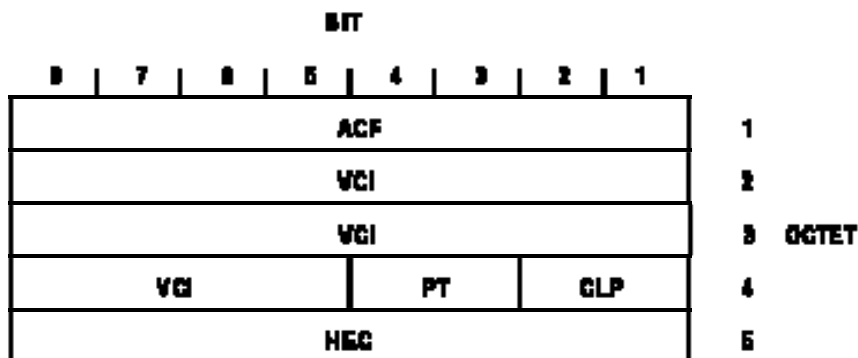 BIT
8 7 6 5 4 3 2 1
ACF 1
VCI 2
VCI 3 OCTET
VCI PT CLP 4
HEC 5